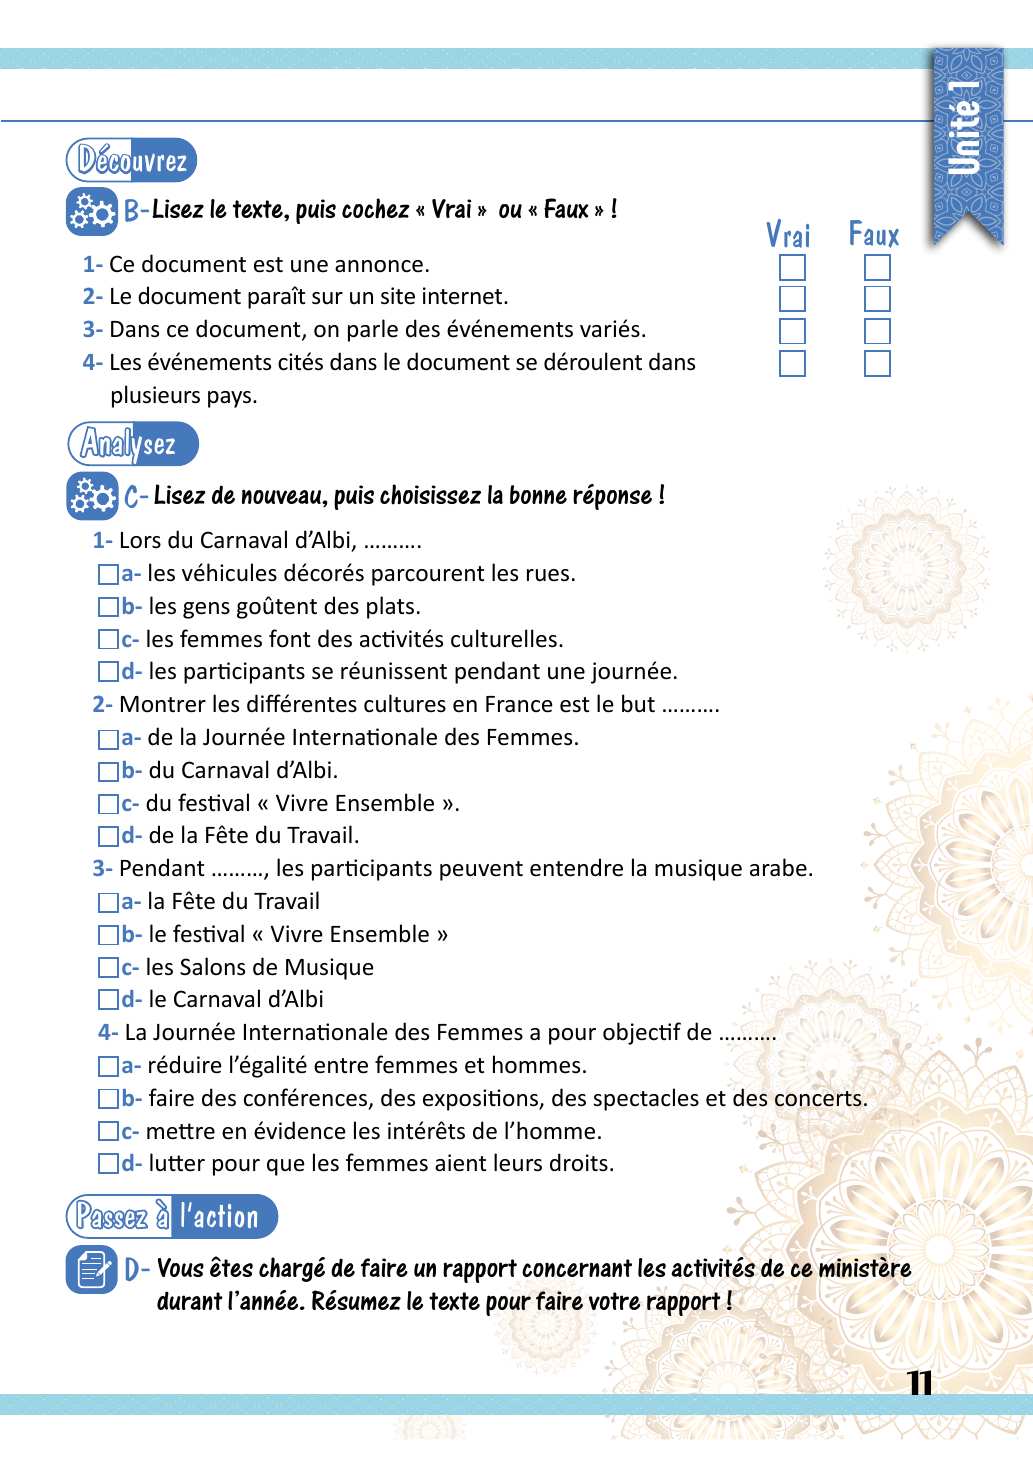 Unité 1
Découvrez
B- Lisez le texte, puis cochez « Vrai » ou « Faux » !
Vrai Faux
1- Ce document est une annonce.
2- Le document paraît sur un site internet.
3- Dans ce document, on parle des événements variés.
4- Les événements cités dans le document se déroulent dans
plusieurs pays.
Analysez
C- Lisez de nouveau, puis choisissez la bonne réponse !
1- Lors du Carnaval d’Albi, ……….
a- les véhicules décorés parcourent les rues.
b- les gens goûtent des plats.
c- les femmes font des activités culturelles.
d- les participants se réunissent pendant une journée.
2- Montrer les différentes cultures en France est le but ……….
a- de la Journée Internationale des Femmes.
b- du Carnaval d’Albi.
c- du festival « Vivre Ensemble ».
d- de la Fête du Travail.
3- Pendant ………, les participants peuvent entendre la musique arabe.
a- la Fête du Travail
b- le festival « Vivre Ensemble »
c- les Salons de Musique
d- le Carnaval d’Albi
4- La Journée Internationale des Femmes a pour objectif de ……….
a- réduire l’égalité entre femmes et hommes.
b- faire des conférences, des expositions, des spectacles et des concerts.
c- mettre en évidence les intérêts de l’homme.
d- lutter pour que les femmes aient leurs droits.
Passez à l’action
D- Vous êtes chargé de faire un rapport concernant les activités de ce ministère
durant l’année. Résumez le texte pour faire votre rapport !
11